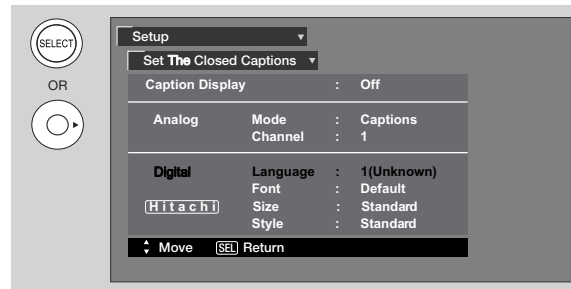 SELECT
OR
Setup
Set The Closed Captions
Caption Display : Off
Analog Mode : Captions
Channel : 1
Digital Language : 1(Unknown)
Font : Default
Hitachi Size : Standard
Style : Standard
Move SEL Return